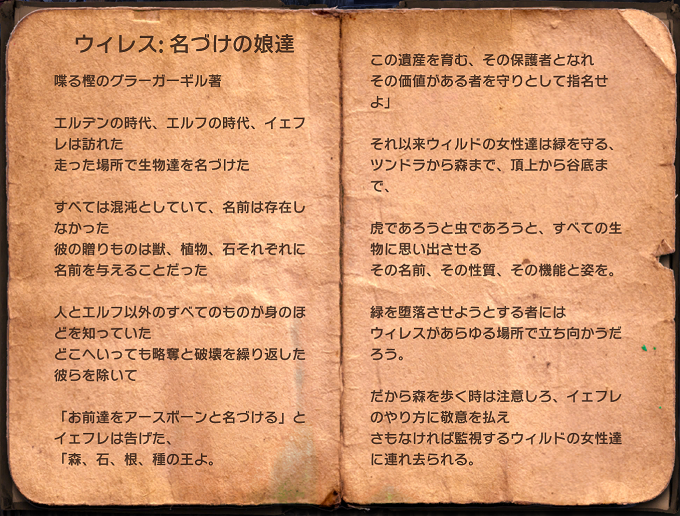 ウィレス: 名づけの娘達
喋る樫のグラーガーギル著
エルデンの時代、エルフの時代、イェフ
レは訪れた
走った場所で生物達を名づけた
すべては混沌としていて、名前は存在し
なかった
彼の贈りものは獣、植物、石それぞれに
名前を与えることだった
人とエルフ以外のすべてのものが身のほ
どを知っていた
どこへいっても略奪と破壊を繰り返した
彼らを除いて
「お前達をアースボーンと名づける」と
イェフレは告げた、
「森、石、根、種の王よ。
この遺産を育む、その保護者となれ
その価値がある者を守りとして指名せ
よ」
それ以来ウィルドの女性達は緑を守る、
ツンドラから森まで、頂上から谷底ま
で、
虎であろうと虫であろうと、すべての生
物に思い出させる
その名前、その性質、その機能と姿を。
緑を堕落させようとする者には
ウィレスがあらゆる場所で立ち向かうだ
ろう。
だから森を歩く時は注意しろ、イェフレ
のやり方に敬意を払え
さもなければ監視するウィルドの女性達
に連れ去られる。